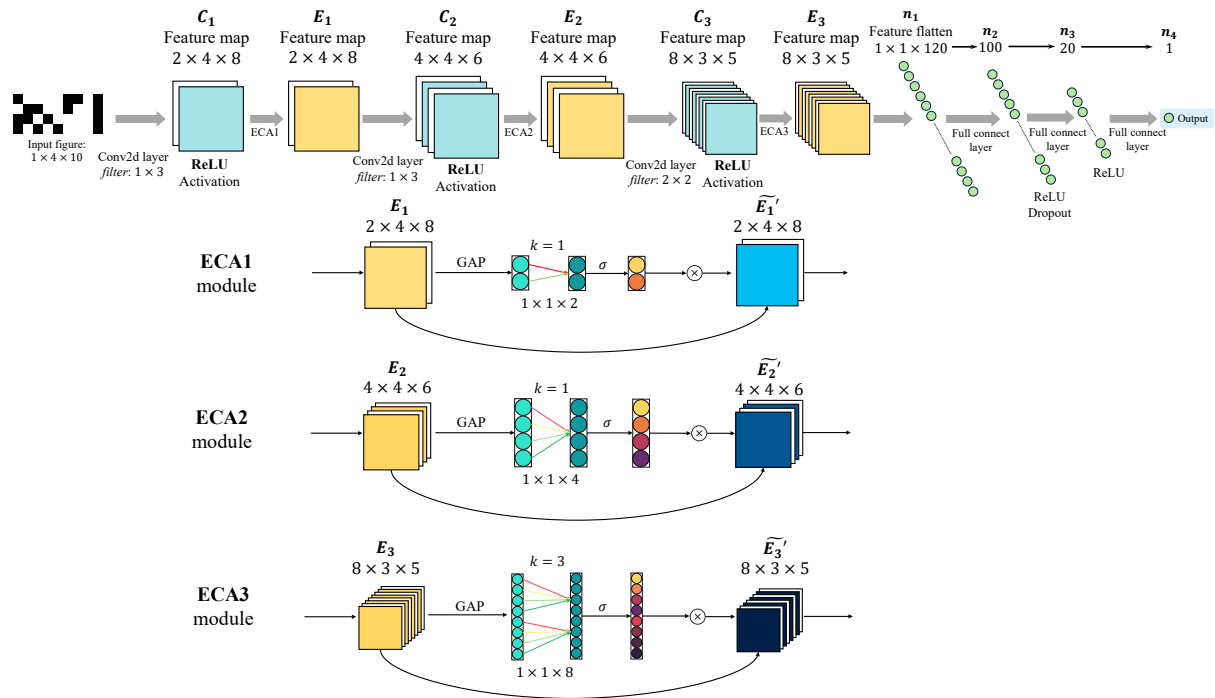 C₁
Feature map
2 × 4 × 8
E₁
Feature map
2 × 4 × 8
C₂
Feature map
4 × 4 × 6
E₂
Feature map
4 × 4 × 6
C₃
Feature map
8 × 3 × 5
E₃
Feature map
8 × 3 × 5
n₁
Feature flatten
1 × 1 × 120
n₂
100
n₃
20
n₄
1
Input figure:
1 × 4 × 10
Conv2d layer
filter: 1 × 3
ReLU
Activation
ECA1
Conv2d layer
filter: 1 × 3
ReLU
Activation
ECA2
Conv2d layer
filter: 2 × 2
ReLU
Activation
ECA3
Full connect
layer
ReLU
Dropout
Full connect
layer
ReLU
Full connect
layer
Output
ECA1
module
E₁
2 × 4 × 8
GAP
k = 1
1 × 1 × 2
σ
×
Ẽ₁′
2 × 4 × 8
ECA2
module
E₂
4 × 4 × 6
GAP
k = 1
1 × 1 × 4
σ
×
Ẽ₂′
4 × 4 × 6
ECA3
module
E₃
8 × 3 × 5
GAP
k = 3
1 × 1 × 8
σ
×
Ẽ₃′
8 × 3 × 5